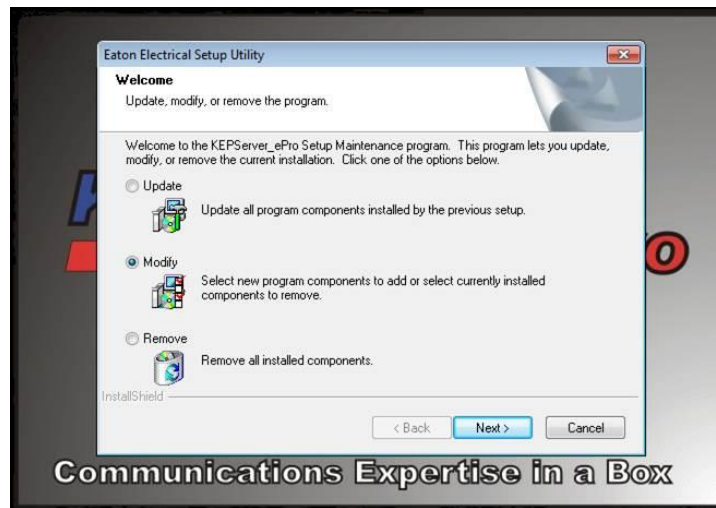 Eaton Electrical Setup Utility
Welcome
Update, modify, or remove the program.
Welcome to the KEPServer_ePro Setup Maintenance program. This program lets you update,
modify, or remove the current installation. Click one of the options below.
Update
Update all program components installed by the previous setup.
Modify
Select new program components to add or select currently installed
components to remove.
Remove
Remove all installed components.
InstallShield
< Back Next > Cancel
Communications Expertise in a Box